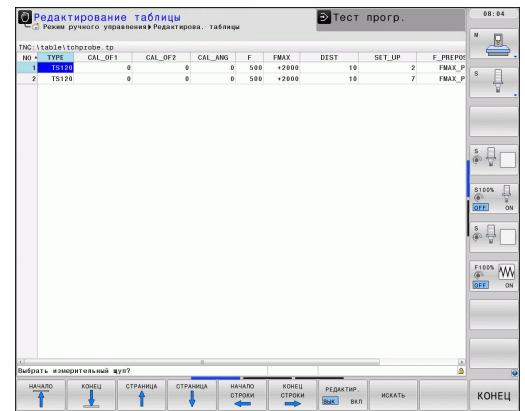 Редактирование таблицы
Режим ручного управления▸Редактирова. таблицы
Тест прогр.
08:04
TNC:\table\tchprobe.tp
NO TYPE CAL_OF1 CAL_OF2 CAL_ANG F FMAX DIST SET_UP F_PREPOS
1 TS120 0 0 0 500 +2000 10 2 FMAX_P
2 TS120 0 0 0 500 +2000 10 7 FMAX_P
M
S
S
S100%
OFF ON
S
F100%
OFF ON
Выбрать измерительный щуп?
НАЧАЛО
КОНЕЦ
СТРАНИЦА
СТРАНИЦА
НАЧАЛО СТРОКИ
КОНЕЦ СТРОКИ
РЕДАКТИР.
ВЫК ВКЛ
ИСКАТЬ
КОНЕЦ